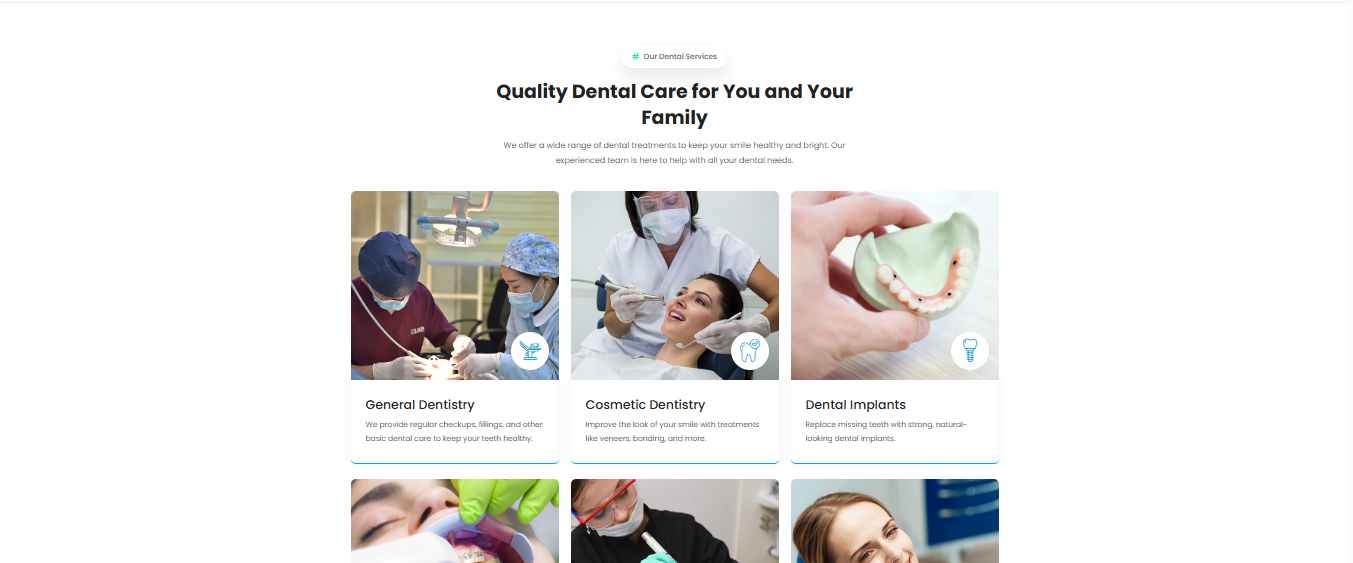 # Our Dental Services
Quality Dental Care for You and Your
Family
We offer a wide range of dental treatments to keep your smile healthy and bright. Our
experienced team is here to help with all your dental needs.
General Dentistry
We provide regular checkups, fillings, and other
basic dental care to keep your teeth healthy.
Cosmetic Dentistry
Improve the look of your smile with treatments
like veneers, bonding, and more.
Dental Implants
Replace missing teeth with strong, natural-
looking dental implants.